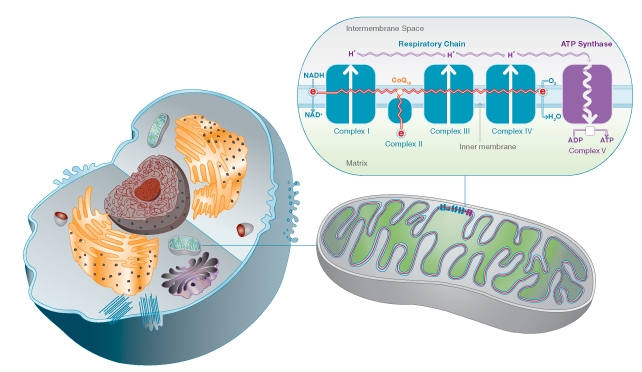 Intermembrane Space
Respiratory Chain
ATP Synthase
H⁺
H⁺
H⁺
NADH
CoQ₁₀
O₂
e⁻
e⁻
NAD⁺
H₂O
e⁻
Complex I
Complex II
Complex III
Complex IV
ADP
ATP
Complex V
Inner membrane
Matrix